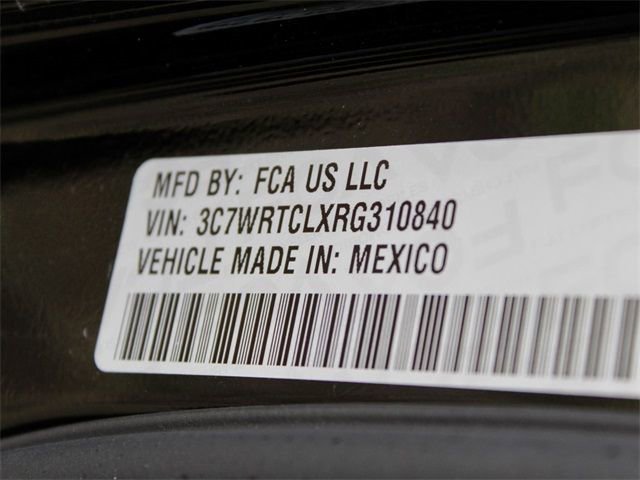 MFD BY: FCA US LLC
VIN: 3C7WRTCLXRG310840
VEHICLE MADE IN: MEXICO